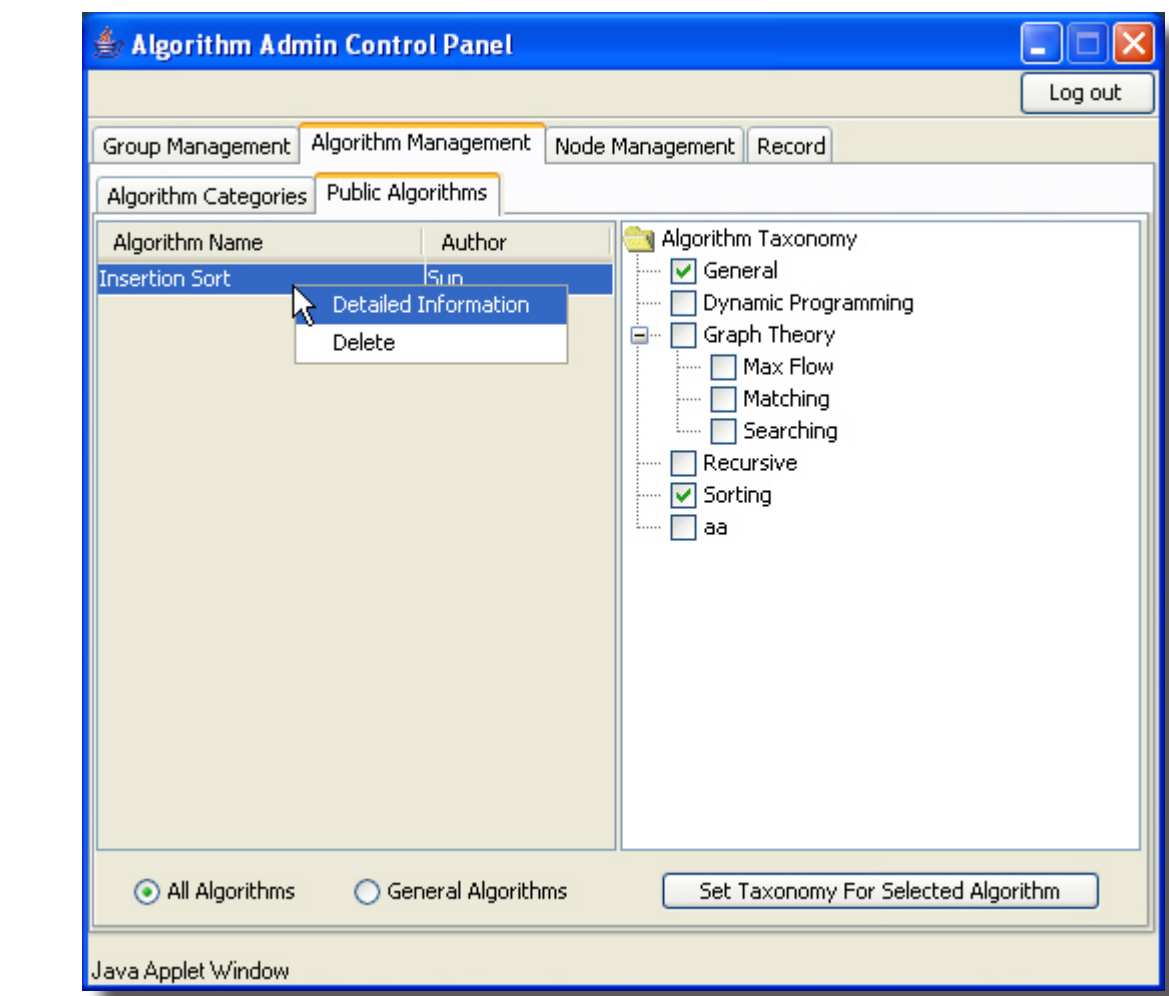 Algorithm Admin Control Panel
Log out
Group Management Algorithm Management Node Management Record
Algorithm Categories Public Algorithms
Algorithm Name Author
Insertion Sort Sun
Detailed Information
Delete
Algorithm Taxonomy
General
Dynamic Programming
Graph Theory
Max Flow
Matching
Searching
Recursive
Sorting
aa
All Algorithms General Algorithms Set Taxonomy For Selected Algorithm
Java Applet Window